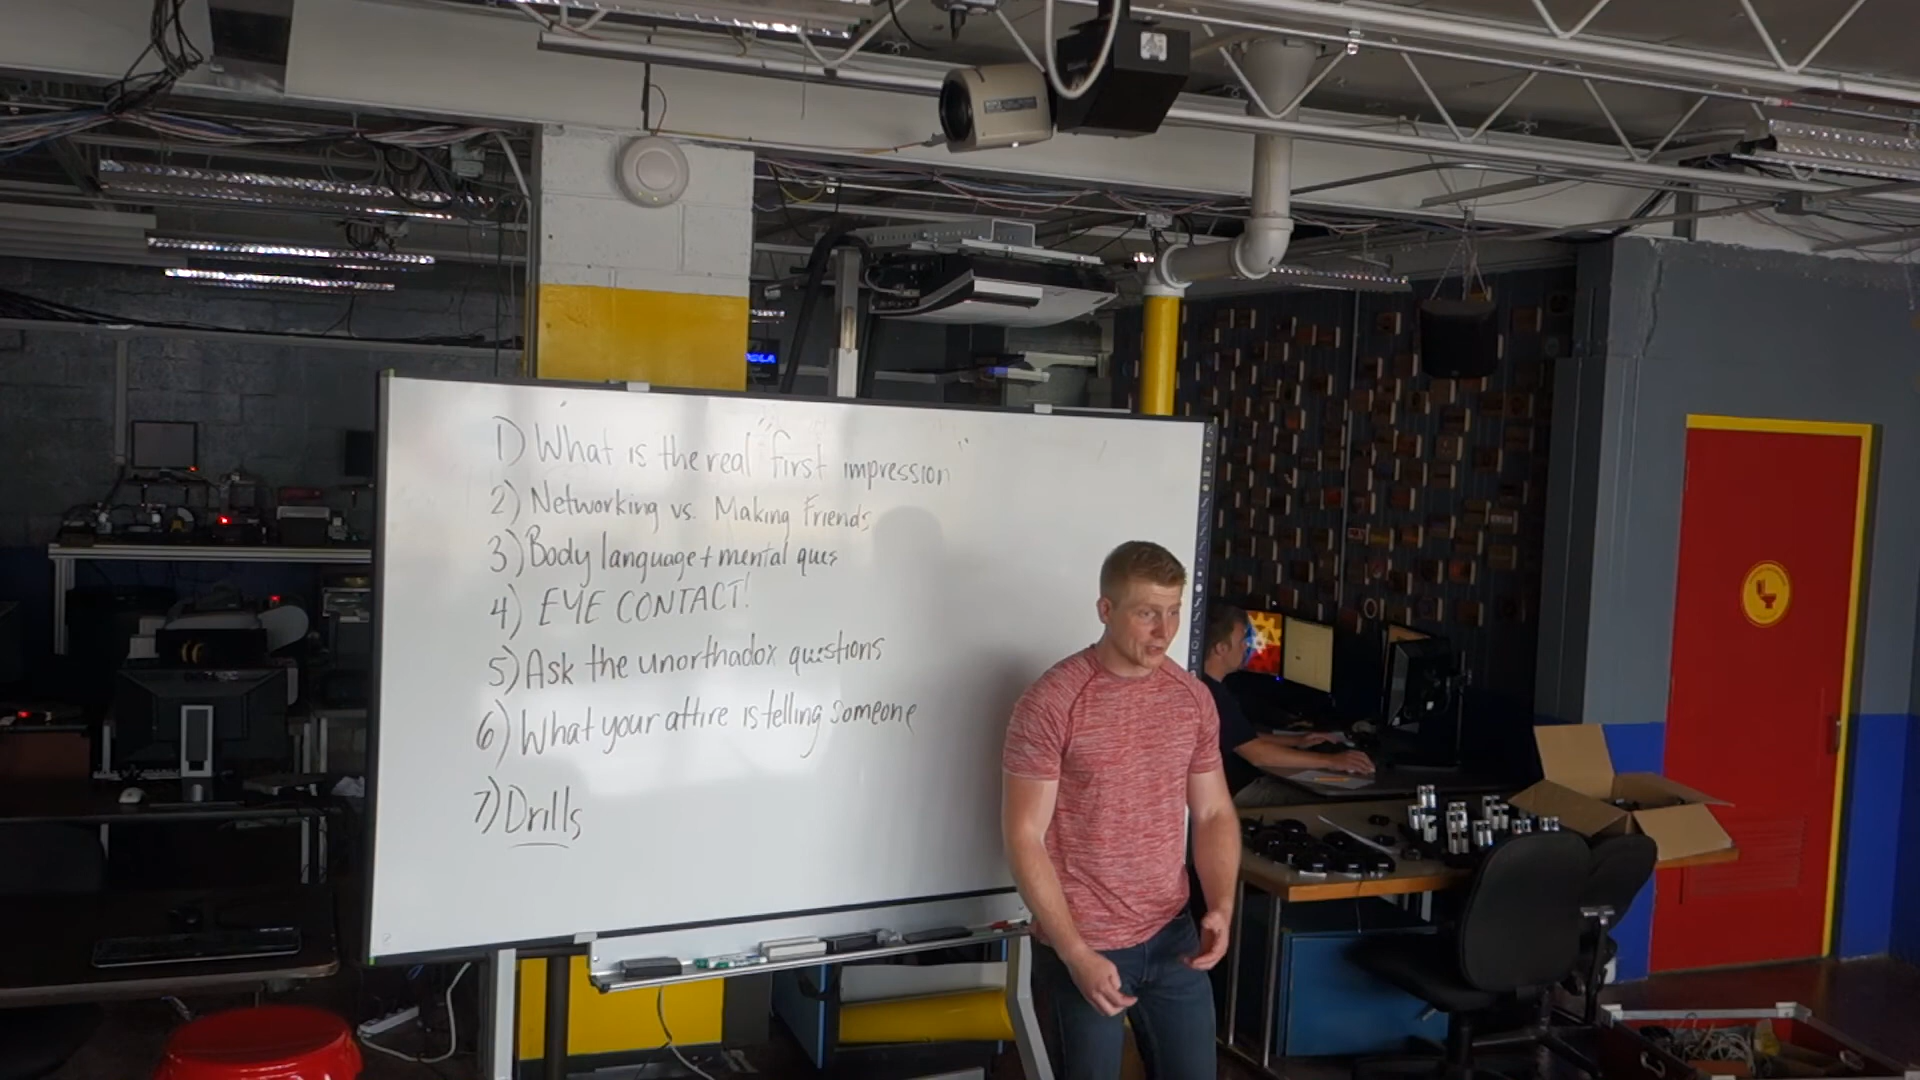 1) What is the real "first impression"
2) Networking vs. Making Friends
3) Body language + mental ques
4) EYE CONTACT!
5) Ask the unorthadox questions
6) What your attire is telling someone
7) Drills